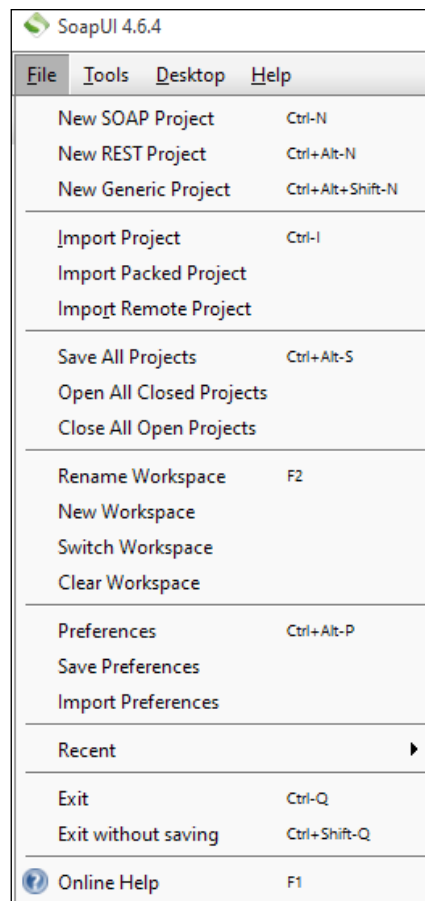 SoapUI 4.6.4
File Tools Desktop Help
New SOAP Project Ctrl-N
New REST Project Ctrl+Alt-N
New Generic Project Ctrl+Alt+Shift-N
Import Project Ctrl-I
Import Packed Project
Import Remote Project
Save All Projects Ctrl+Alt-S
Open All Closed Projects
Close All Open Projects
Rename Workspace F2
New Workspace
Switch Workspace
Clear Workspace
Preferences Ctrl+Alt-P
Save Preferences
Import Preferences
Recent
Exit Ctrl-Q
Exit without saving Ctrl+Shift-Q
Online Help F1